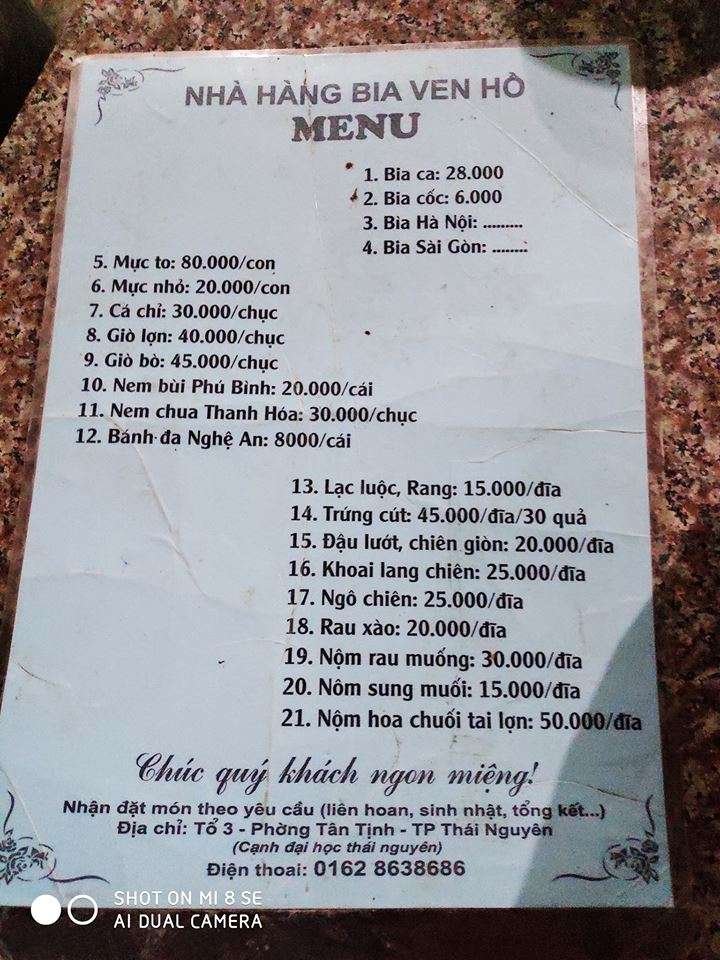 NHÀ HÀNG BIA VEN HỒ
MENU
1. Bia ca: 28.000
2. Bia cốc: 6.000
3. Bia Hà Nội: .........
4. Bia Sài Gòn: ........
5. Mực to: 80.000/con
6. Mực nhỏ: 20.000/con
7. Cá chỉ: 30.000/chục
8. Giò lợn: 40.000/chục
9. Giò bò: 45.000/chục
10. Nem bùi Phú Bình: 20.000/cái
11. Nem chua Thanh Hóa: 30.000/chục
12. Bánh đa Nghệ An: 8000/cái
13. Lạc luộc, Rang: 15.000/đĩa
14. Trứng cút: 45.000/đĩa/30 quả
15. Đậu lướt, chiên giòn: 20.000/đĩa
16. Khoai lang chiên: 25.000/đĩa
17. Ngô chiên: 25.000/đĩa
18. Rau xào: 20.000/đĩa
19. Nộm rau muống: 30.000/đĩa
20. Nôm sung muối: 15.000/đĩa
21. Nộm hoa chuối tai lợn: 50.000/đĩa
Chúc quý khách ngon miệng!
Nhận đặt món theo yêu cầu (liên hoan, sinh nhật, tổng kết...)
Địa chỉ: Tổ 3 - Phờng Tân Tịnh - TP Thái Nguyên
(Cạnh đại học thái nguyên)
Điện thoai: 0162 8638686
SHOT ON MI 8 SE
AI DUAL CAMERA